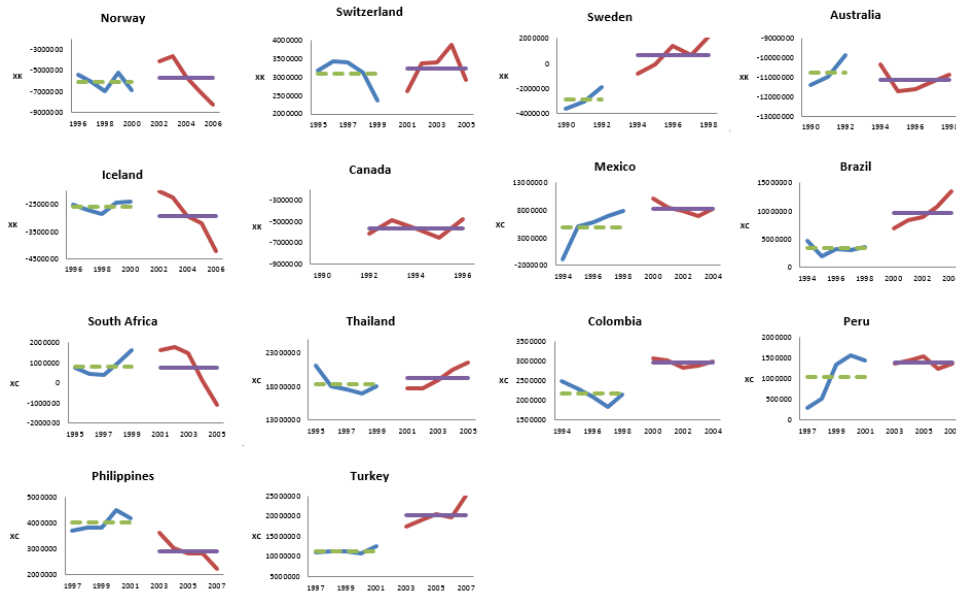 Norway
XK
-3000000
-5000000
-7000000
-9000000
1996 1998 2000 2002 2004 2006
Switzerland
XK
4000000
3500000
3000000
2500000
2000000
1995 1997 1999 2001 2003 2005
Sweden
XK
2000000
0
-2000000
-4000000
1990 1992 1994 1996 1998
Australia
XK
-9000000
-10000000
-11000000
-12000000
-13000000
1990 1992 1994 1996 1998
Iceland
XK
-2500000
-3500000
-4500000
1996 1998 2000 2002 2004 2006
Canada
XK
-3000000
-5000000
-7000000
-9000000
1990 1992 1994 1996
Mexico
XC
13000000
8000000
3000000
-2000000
1994 1996 1998 2000 2002 2004
Brazil
XC
15000000
10000000
5000000
0
1994 1996 1998 2000 2002 2004
South Africa
XC
2000000
1000000
0
-1000000
-2000000
1995 1997 1999 2001 2003 2005
Thailand
XC
2300000
1800000
1300000
1995 1997 1999 2001 2003 2005
Colombia
XC
3500000
3000000
2500000
2000000
1500000
1994 1996 1998 2000 2002 2004
Peru
XC
2000000
1500000
1000000
500000
0
1997 1999 2001 2003 2005
Philippines
XC
5000000
4000000
3000000
2000000
1997 1999 2001 2003 2005 2007
Turkey
XC
25000000
20000000
15000000
10000000
5000000
1997 1999 2001 2003 2005 2007